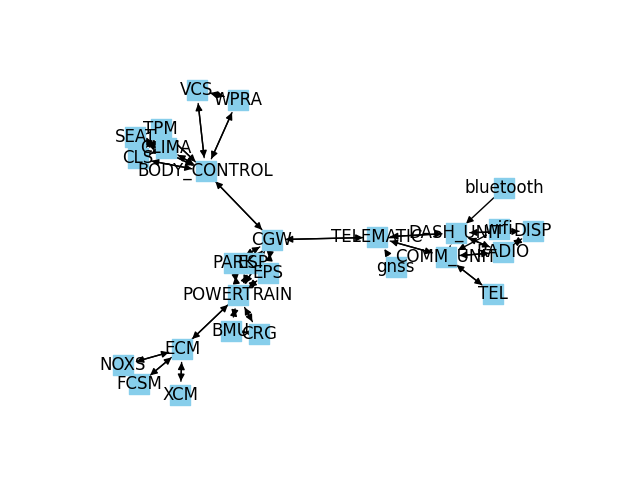 VCS
WPRA
TPM
SEAT
CLIMA
CLS
BODY_CONTROL
bluetooth
wifi
DISP
DASH_UNIT
TELEMATIC
CGW
RADIO
COMM_UNIT
PARK
ESP
gnss
EPS
TEL
POWERTRAIN
BMU
CRG
ECM
NOXS
FCSM
XCM